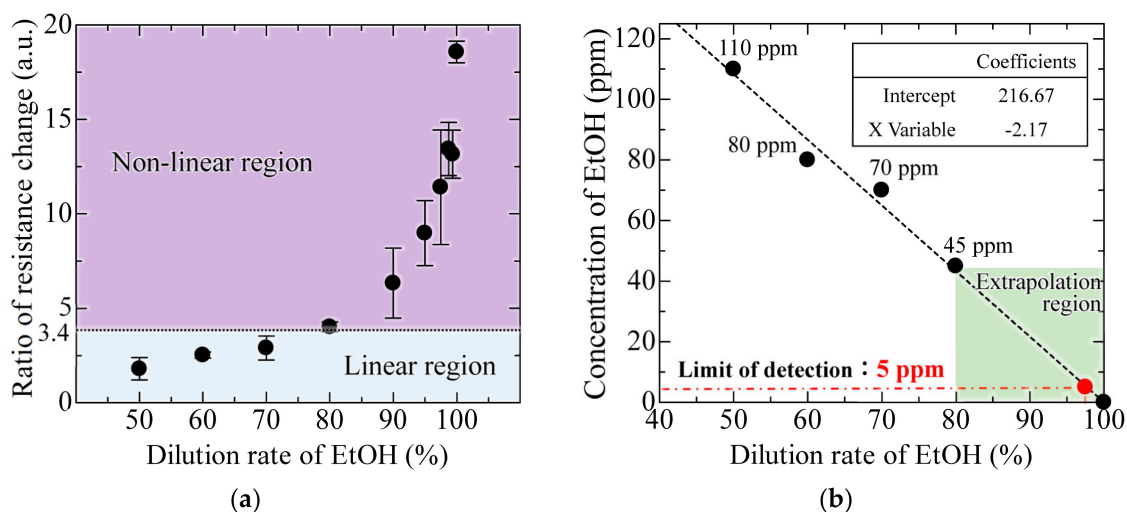 Ratio of resistance change (a.u.)
20
15
10
5
3.4
0
Non-linear region
Linear region
50 60 70 80 90 100
Dilution rate of EtOH (%)
(a)
Concentration of EtOH (ppm)
120
100
80
60
40
20
0
110 ppm
80 ppm
70 ppm
45 ppm
Coefficients
Intercept 216.67
X Variable -2.17
Extrapolation
region
Limit of detection : 5 ppm
40 50 60 70 80 90 100
Dilution rate of EtOH (%)
(b)